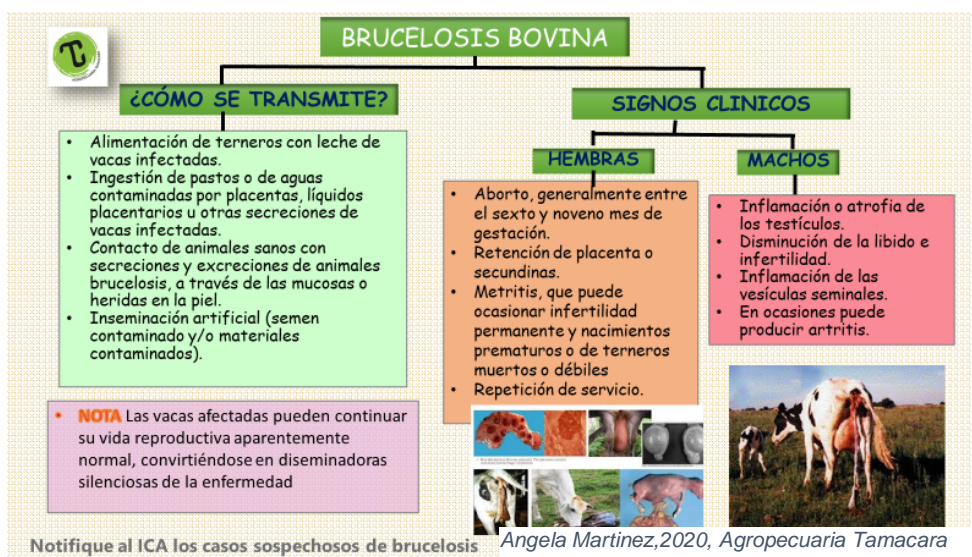 BRUCELOSIS BOVINA
¿CÓMO SE TRANSMITE?
• Alimentación de terneros con leche de
vacas infectadas.
• Ingestión de pastos o de aguas
contaminadas por placentas, líquidos
placentarios u otras secreciones de
vacas infectadas.
• Contacto de animales sanos con
secreciones y excreciones de animales
brucelosis, a través de las mucosas o
heridas en la piel.
• Inseminación artificial (semen
contaminado y/o materiales
contaminados).
• NOTA Las vacas afectadas pueden continuar
su vida reproductiva aparentemente
normal, convirtiéndose en diseminadoras
silenciosas de la enfermedad
SIGNOS CLINICOS
HEMBRAS
• Aborto, generalmente entre
el sexto y noveno mes de
gestación.
• Retención de placenta o
secundinas.
• Metritis, que puede
ocasionar infertilidad
permanente y nacimientos
prematuros o de terneros
muertos o débiles
• Repetición de servicio.
MACHOS
• Inflamación o atrofia de
los testículos.
• Disminución de la libido e
infertilidad.
• Inflamación de las
vesículas seminales.
• En ocasiones puede
producir artritis.
Notifique al ICA los casos sospechosos de brucelosis
Angela Martinez,2020, Agropecuaria Tamacara